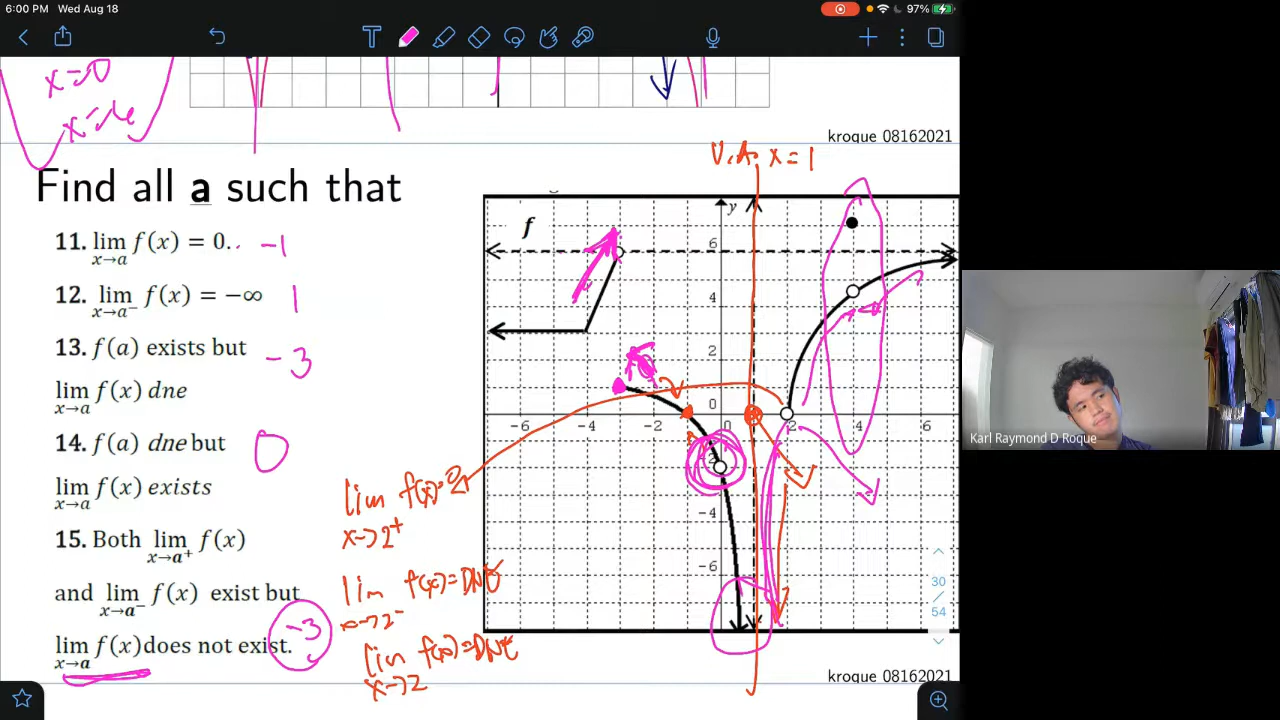 6:00 PM Wed Aug 18
97%
x=0
x=4
kroque 08162021
V.A. x=1
Find all a such that
11. lim f(x) = 0. -1
x→a
12. lim f(x) = −∞ 1
x→a⁻
13. f(a) exists but -3
lim f(x) dne
x→a
14. f(a) dne but 0
lim f(x) exists
x→a
15. Both lim f(x)
x→a⁺
and lim f(x) exist but
x→a⁻
lim f(x) does not exist. -3
x→a
f
y
6
4
2
0
-6 -4 -2 0 2 4 6
-2
-4
-6
lim f(x)=0
x→2⁺
lim f(x)=DNE
x→2⁻
lim f(x)=DNE
x→2
30
/
54
kroque 08162021
Karl Raymond D Roque